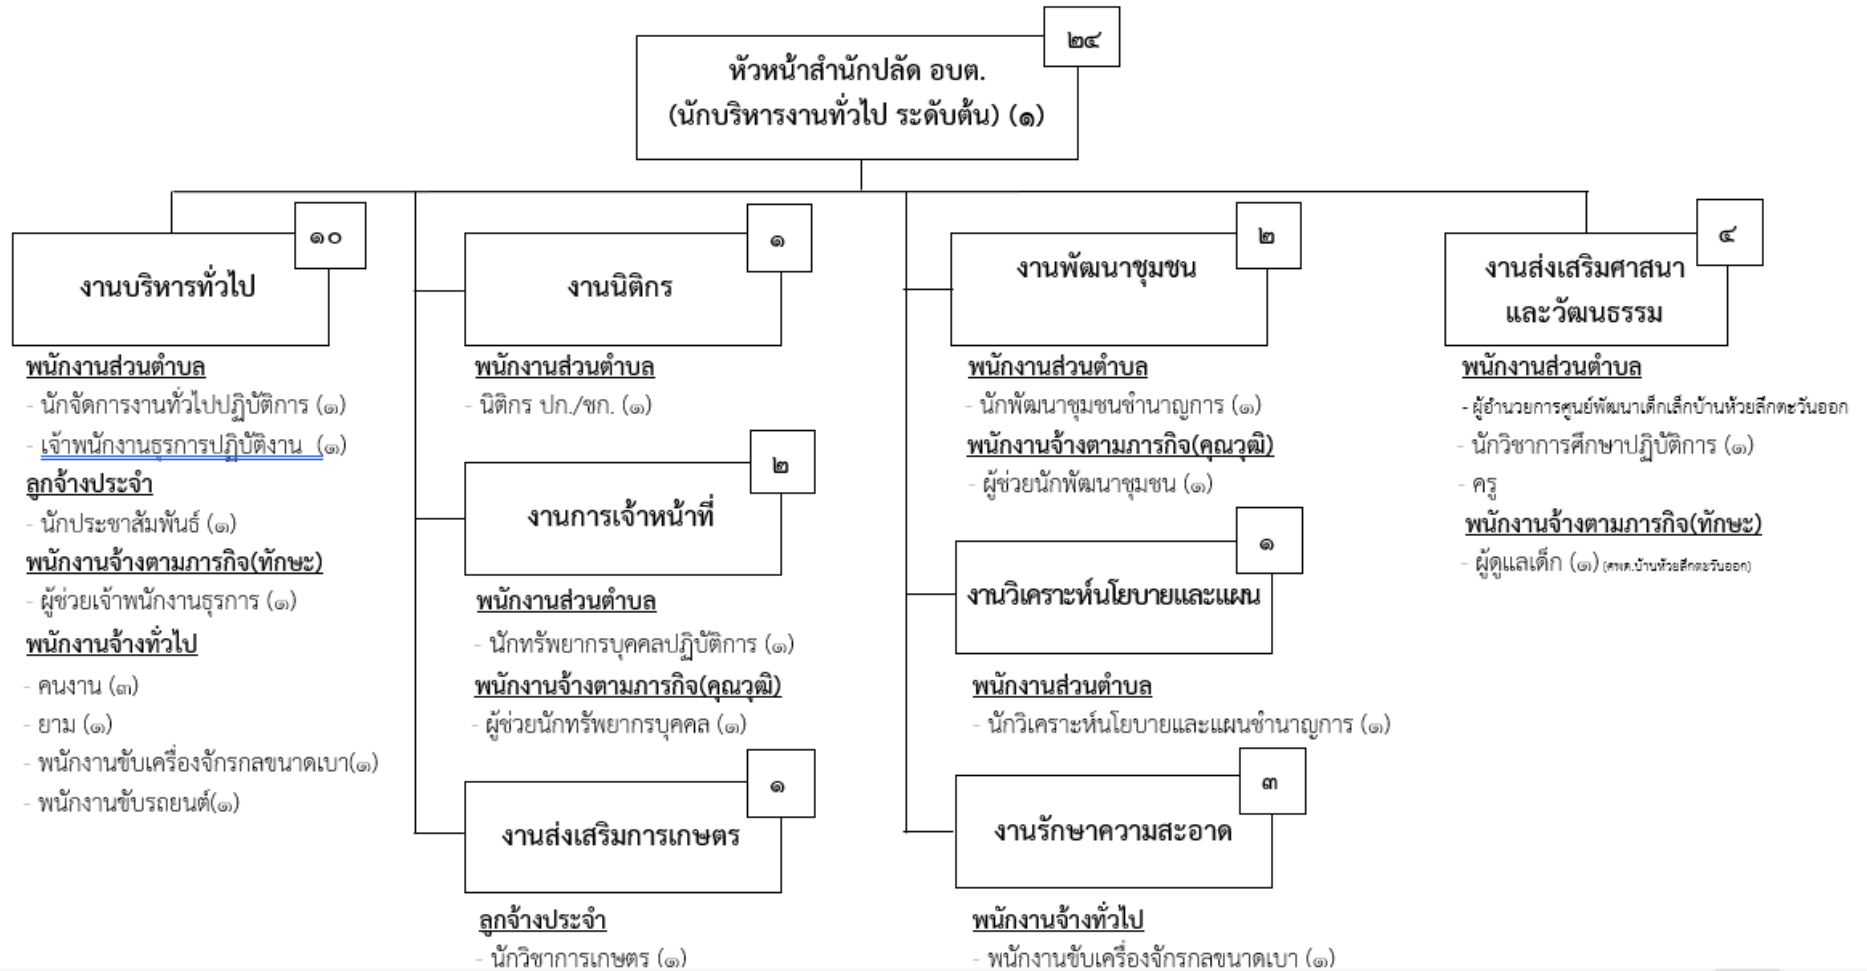 ๒๔
หัวหน้าสำนักปลัด อบต.
(นักบริหารงานทั่วไป ระดับต้น) (๑)
๑๐
งานบริหารทั่วไป
พนักงานส่วนตำบล
- นักจัดการงานทั่วไปปฏิบัติการ (๑)
- เจ้าพนักงานธุรการปฏิบัติงาน (๑)
ลูกจ้างประจำ
- นักประชาสัมพันธ์ (๑)
พนักงานจ้างตามภารกิจ(ทักษะ)
- ผู้ช่วยเจ้าพนักงานธุรการ (๑)
พนักงานจ้างทั่วไป
- คนงาน (๓)
- ยาม (๑)
- พนักงานขับเครื่องจักรกลขนาดเบา(๑)
- พนักงานขับรถยนต์(๑)
๑
งานนิติกร
พนักงานส่วนตำบล
- นิติกร ปก./ชก. (๑)
๒
งานการเจ้าหน้าที่
พนักงานส่วนตำบล
- นักทรัพยากรบุคคลปฏิบัติการ (๑)
พนักงานจ้างตามภารกิจ(คุณวุฒิ)
- ผู้ช่วยนักทรัพยากรบุคคล (๑)
๑
งานส่งเสริมการเกษตร
ลูกจ้างประจำ
- นักวิชาการเกษตร (๑)
๒
งานพัฒนาชุมชน
พนักงานส่วนตำบล
- นักพัฒนาชุมชนชำนาญการ (๑)
พนักงานจ้างตามภารกิจ(คุณวุฒิ)
- ผู้ช่วยนักพัฒนาชุมชน (๑)
๑
งานวิเคราะห์นโยบายและแผน
พนักงานส่วนตำบล
- นักวิเคราะห์นโยบายและแผนชำนาญการ (๑)
๓
งานรักษาความสะอาด
พนักงานจ้างทั่วไป
- พนักงานขับเครื่องจักรกลขนาดเบา (๑)
๔
งานส่งเสริมศาสนา
และวัฒนธรรม
พนักงานส่วนตำบล
- ผู้อำนวยการศูนย์พัฒนาเด็กเล็กบ้านห้วยลึกตะวันออก
- นักวิชาการศึกษาปฏิบัติการ (๑)
- ครู
พนักงานจ้างตามภารกิจ(ทักษะ)
- ผู้ดูแลเด็ก (๑) (ศพด.บ้านห้วยลึกตะวันออก)